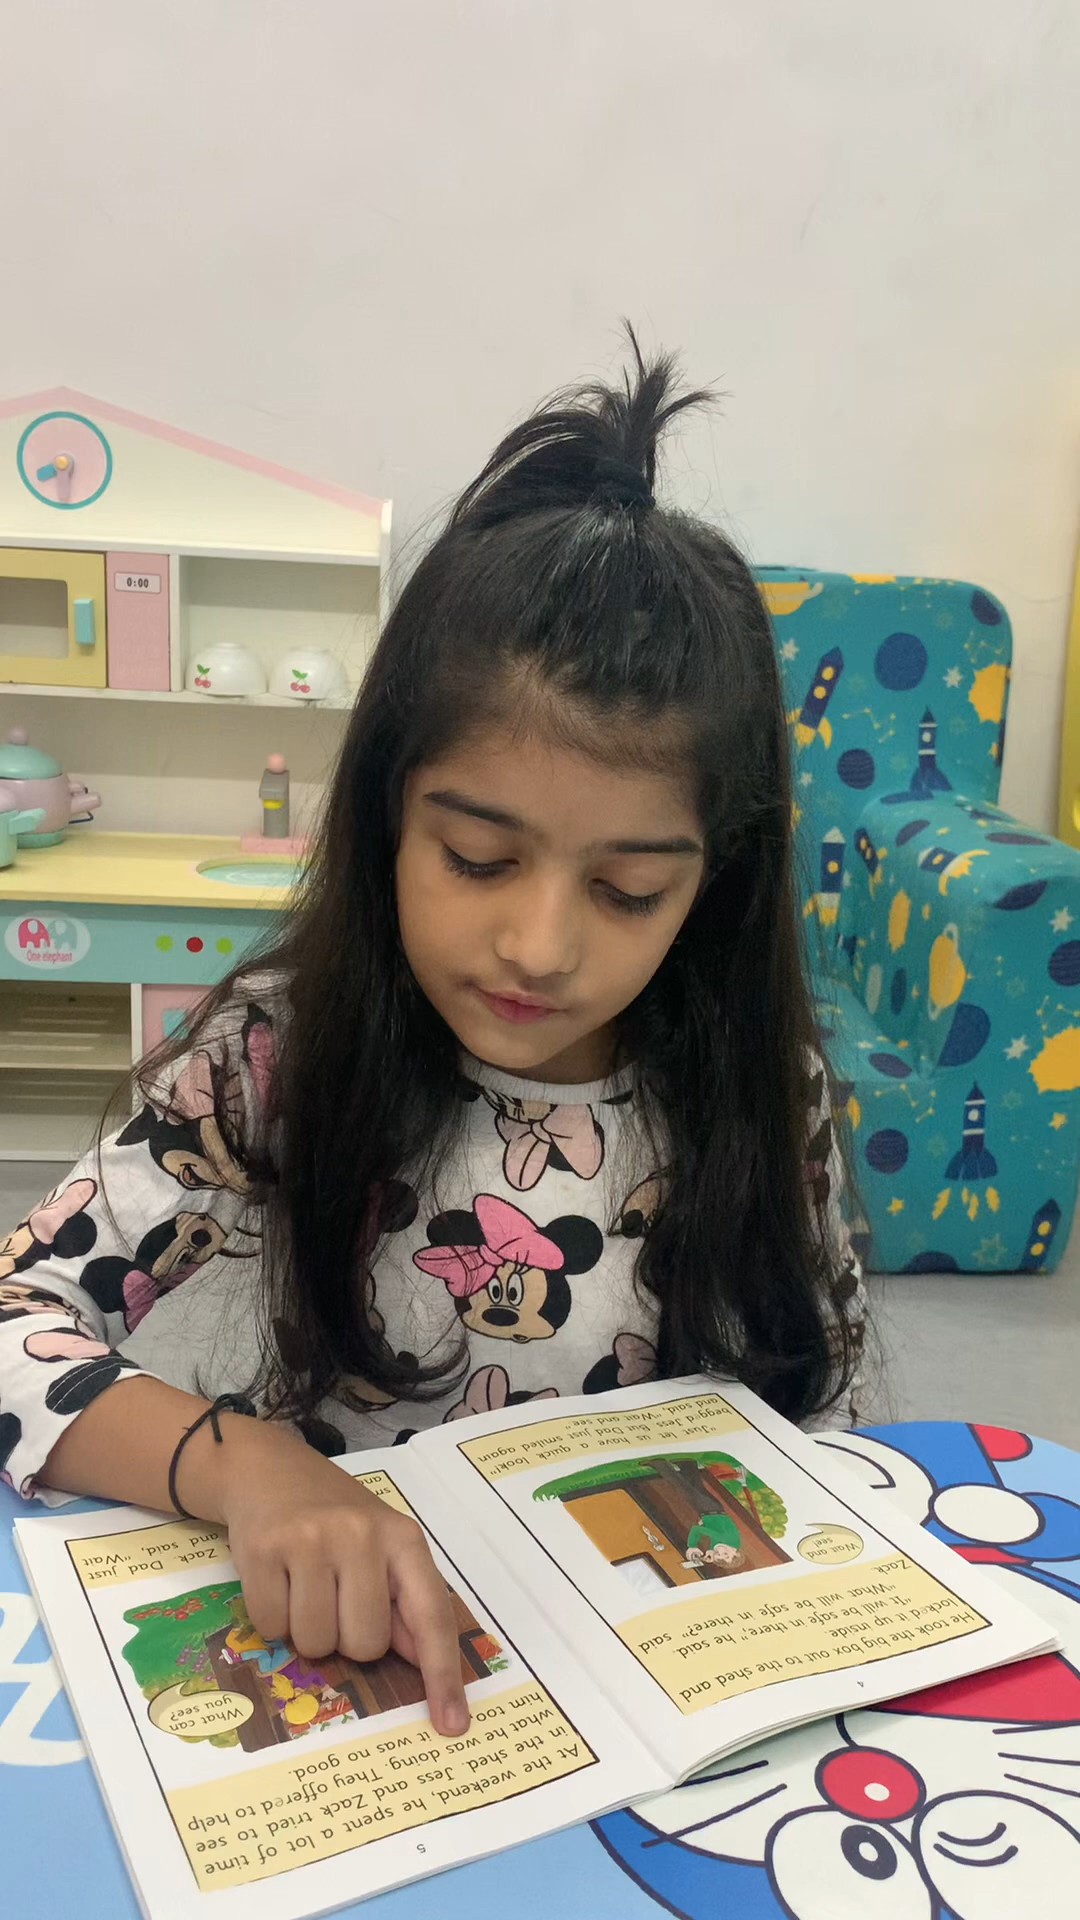 0:00
One elephant
4
He took the big box out to the shed and
locked it up inside.
"It will be safe in there," he said.
"What will be safe in there?" said
Zack.
Wait and
see!
"Just let us have a quick look!"
begged Jess. But Dad just smiled again
and said, "Wait and see."
5
At the weekend, he spent a lot of time
in the shed. Jess and Zack tried to see
what he was doing. They offered to help
him too, it was no good.
What can
you see?
Zack. Dad just
and said, "Wait
and